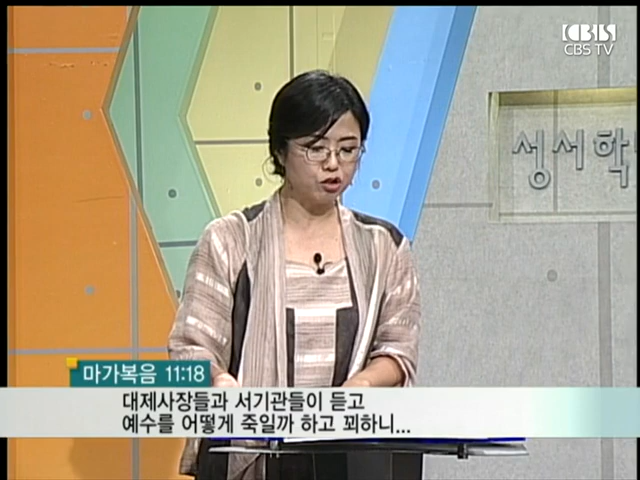 CBS
CBS TV
성서학
마가복음 11:18
대제사장들과 서기관들이 듣고
예수를 어떻게 죽일까 하고 꾀하니...